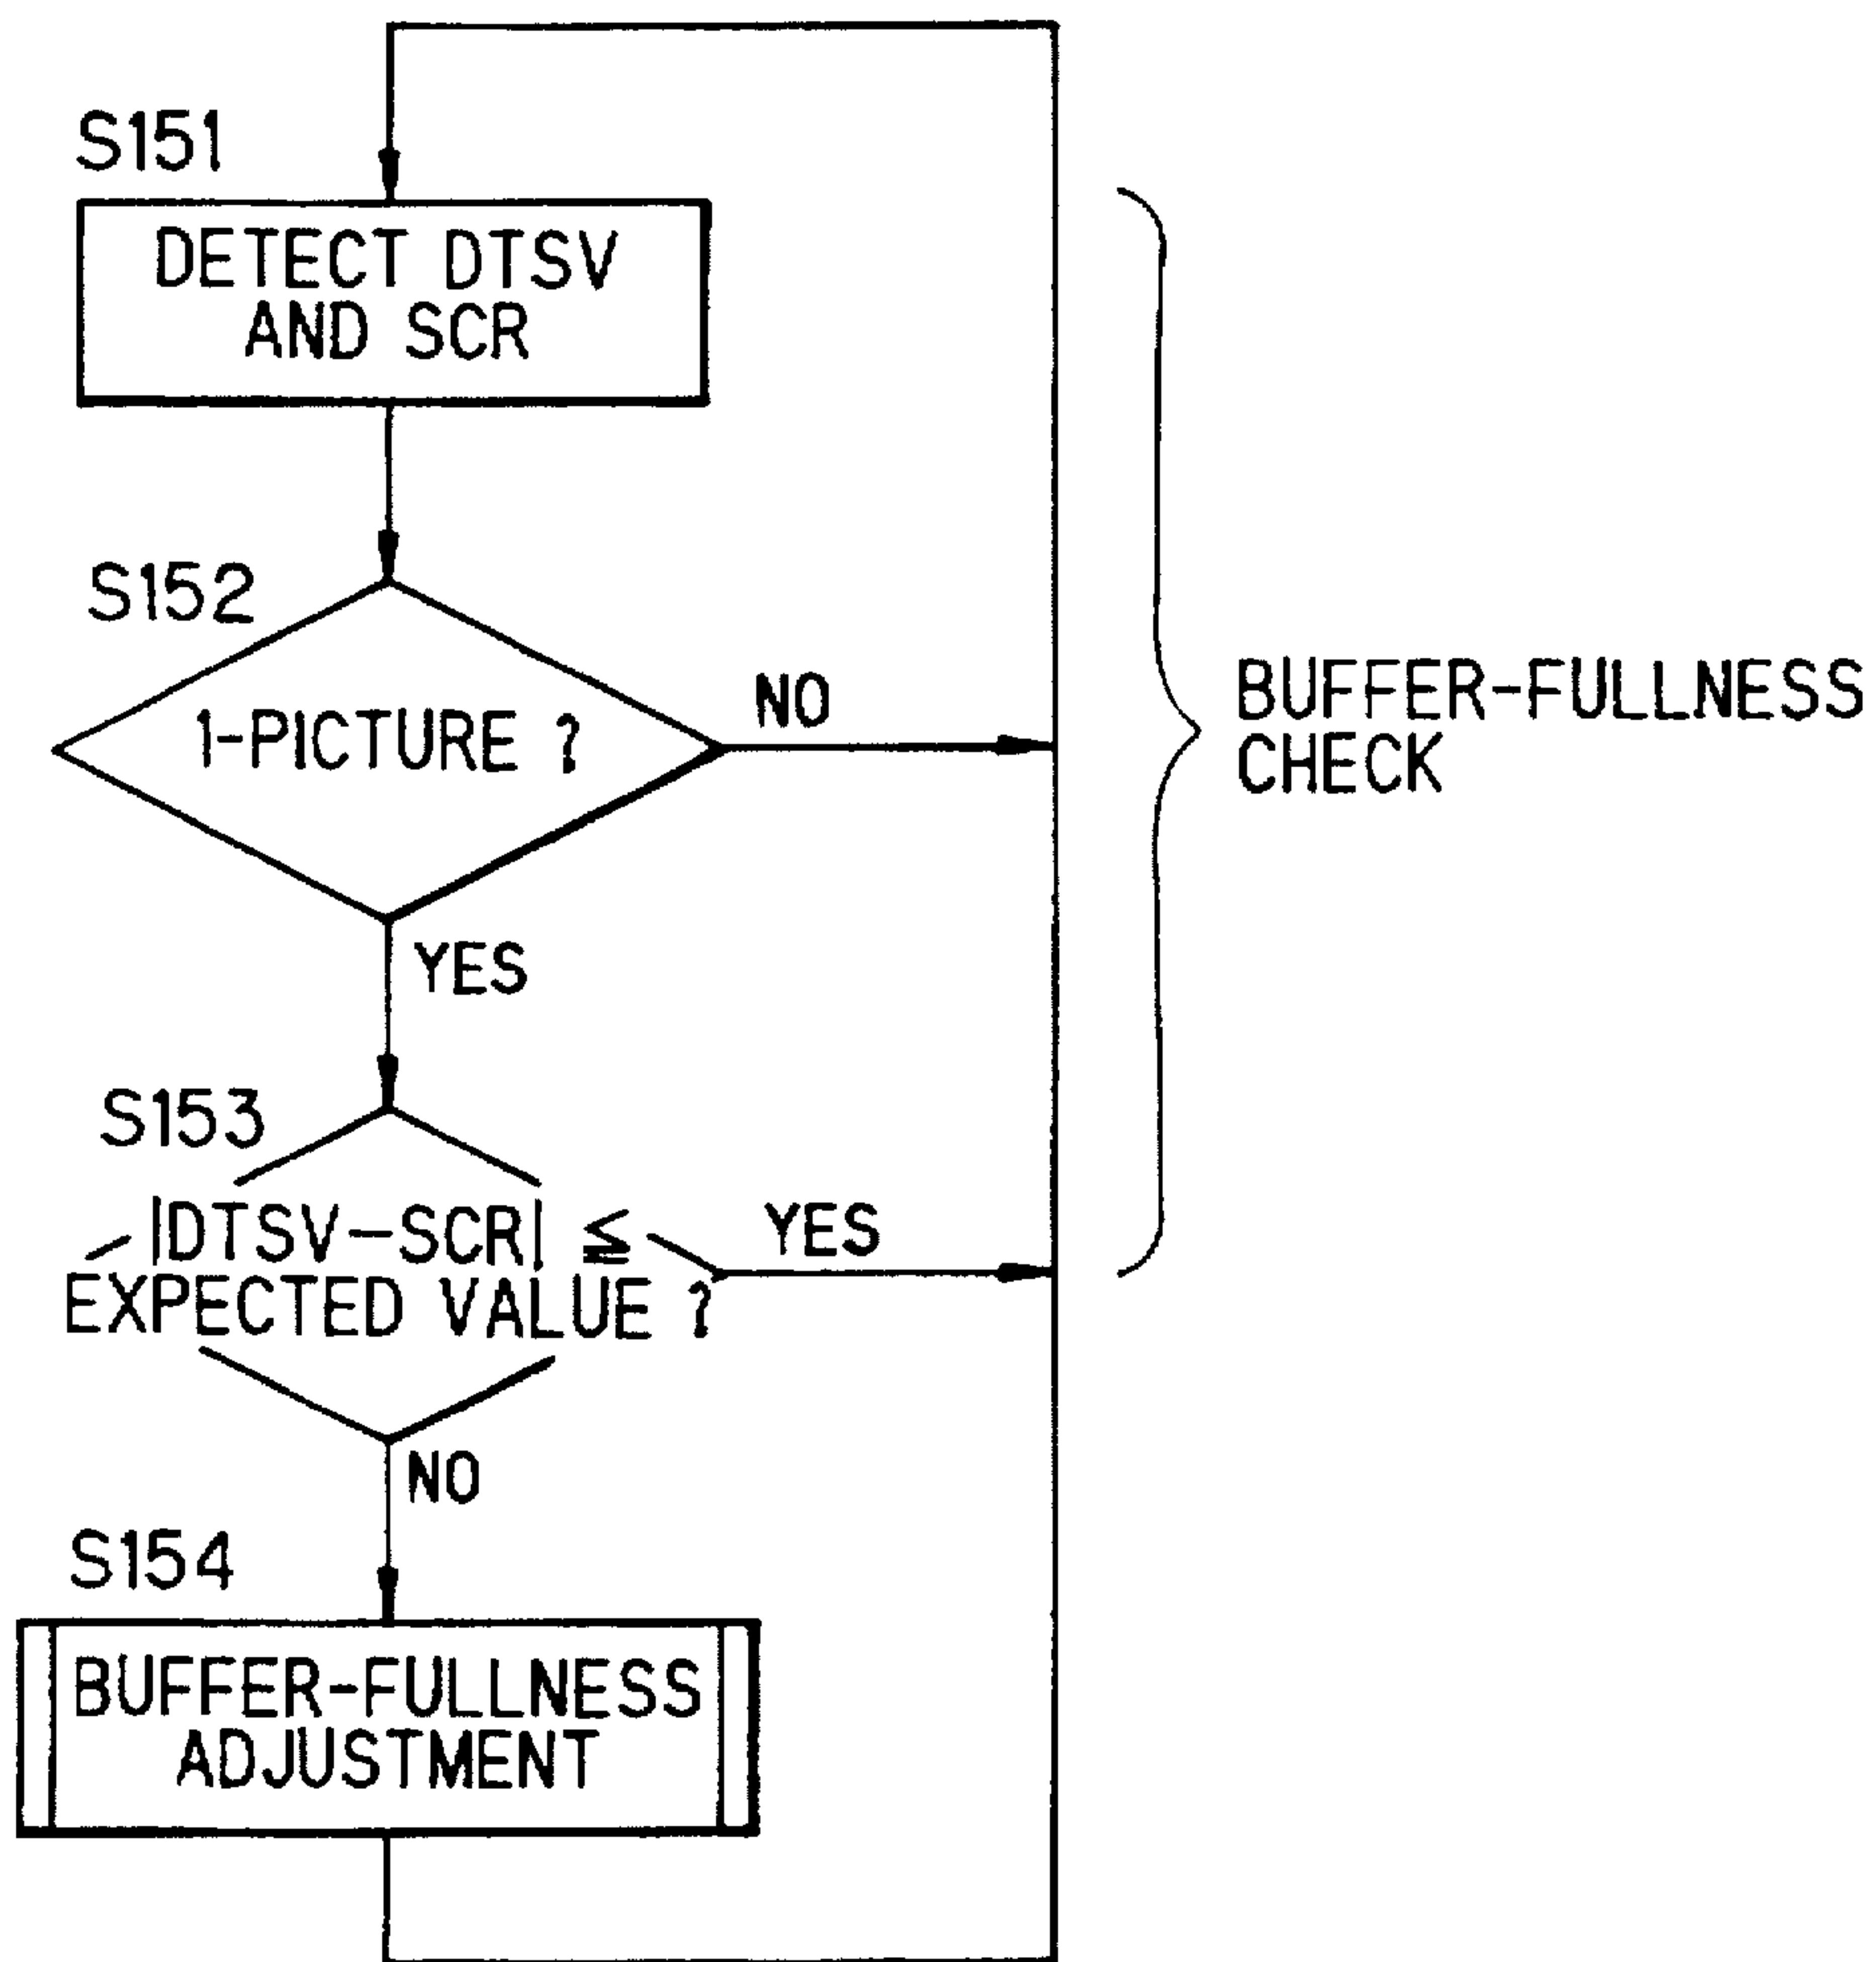 S151
DETECT DTSV
AND SCR
S152
1-PICTURE ?
NO
BUFFER-FULLNESS
CHECK
YES
S153
|DTSV-SCR| ≦
EXPECTED VALUE ?
YES
NO
S154
BUFFER-FULLNESS
ADJUSTMENT